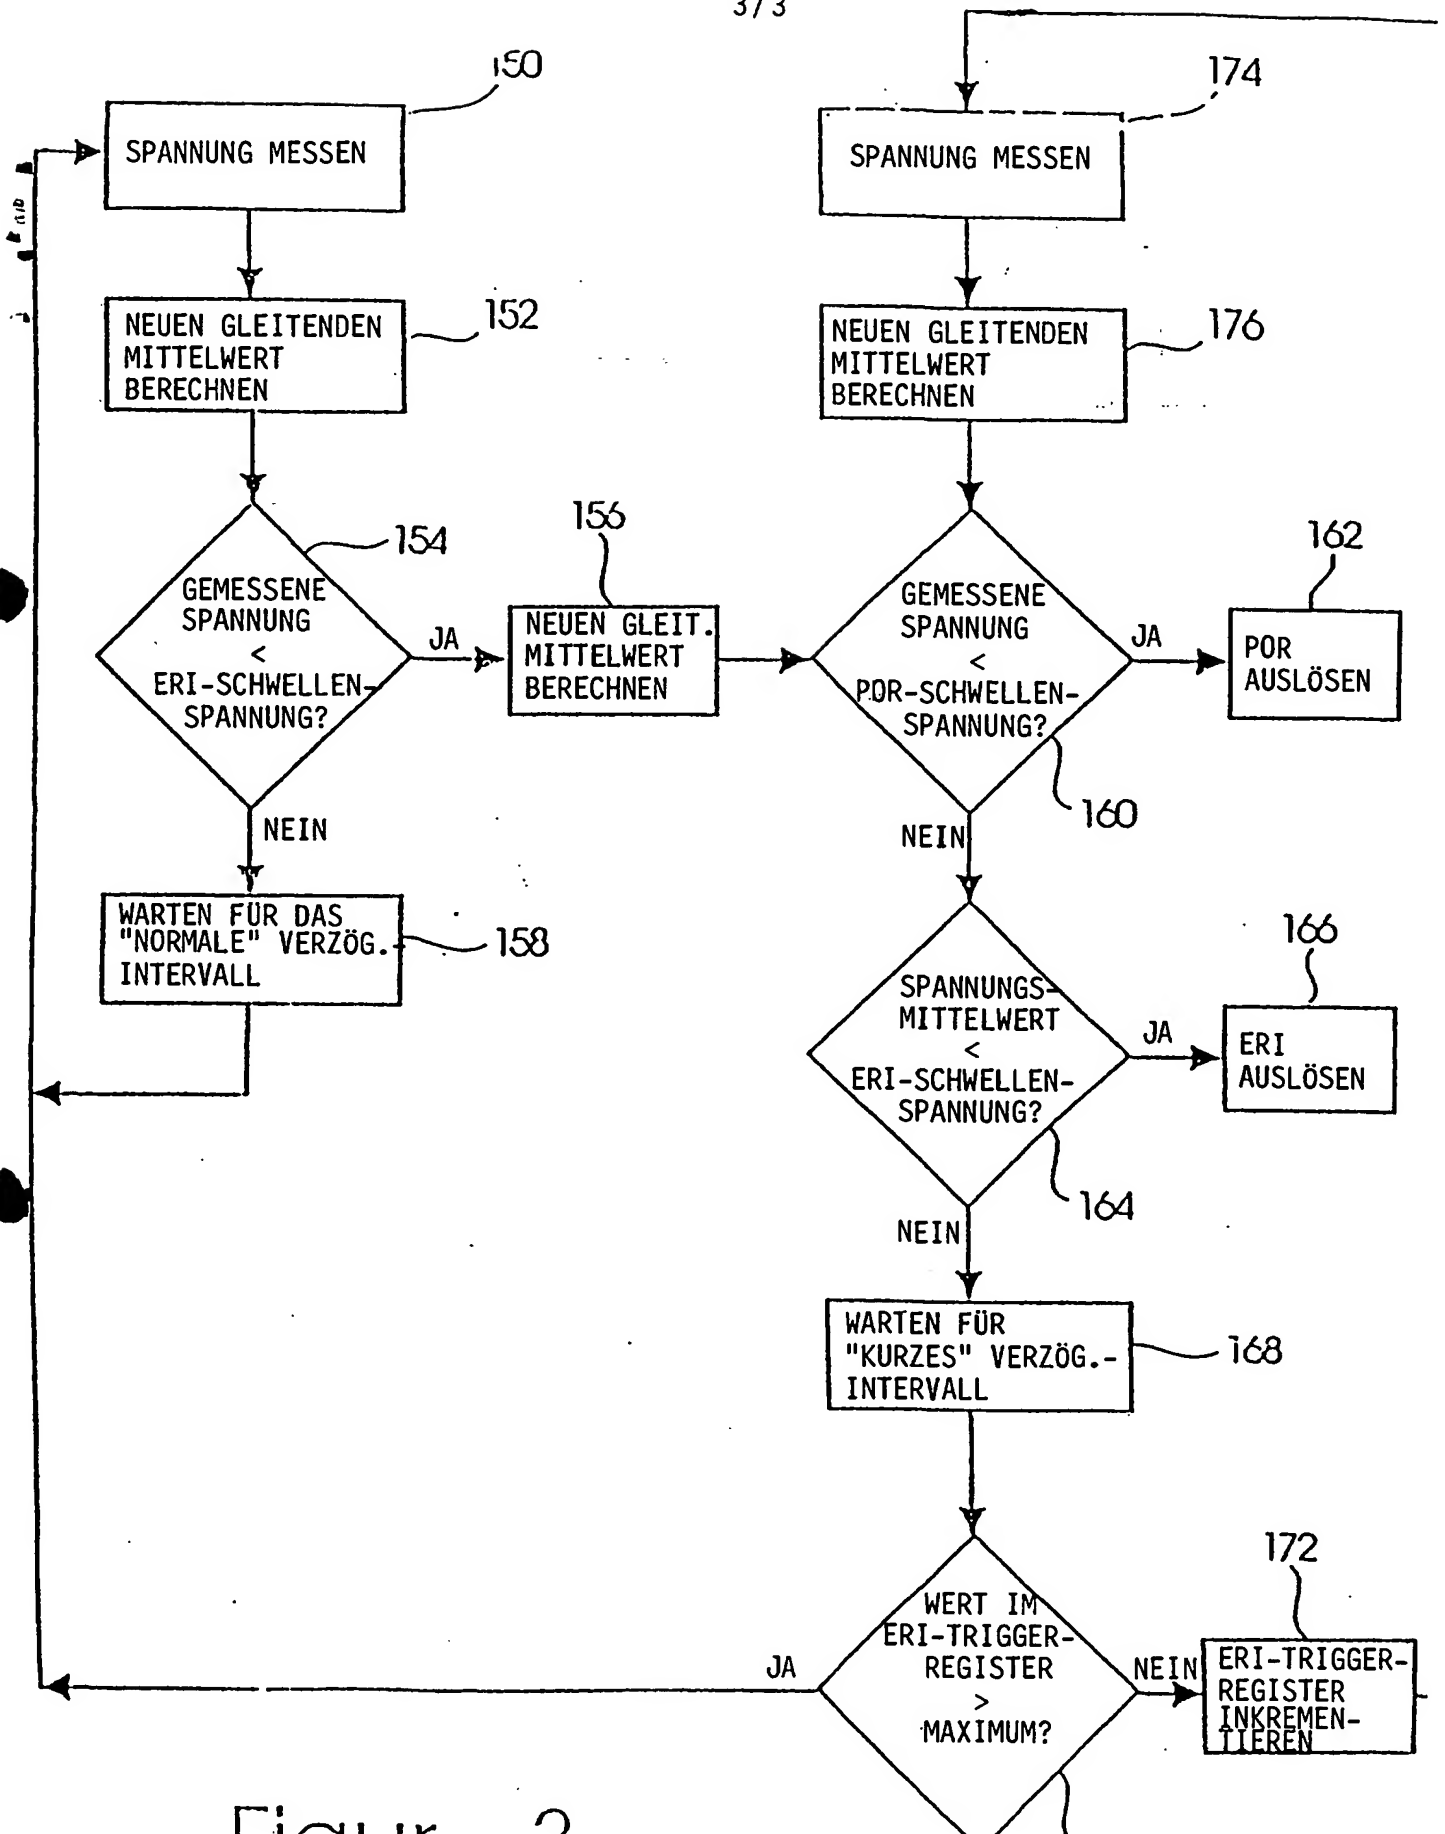 3/3
150
SPANNUNG MESSEN
152
NEUEN GLEITENDEN
MITTELWERT
BERECHNEN
154
GEMESSENE
SPANNUNG
<
ERI-SCHWELLEN-
SPANNUNG?
JA
NEIN
156
NEUEN GLEIT.
MITTELWERT
BERECHNEN
WARTEN FÜR DAS
"NORMALE" VERZÖG.-
INTERVALL
158
174
SPANNUNG MESSEN
176
NEUEN GLEITENDEN
MITTELWERT
BERECHNEN
GEMESSENE
SPANNUNG
<
POR-SCHWELLEN-
SPANNUNG?
160
JA
162
POR
AUSLÖSEN
NEIN
SPANNUNGS-
MITTELWERT
<
ERI-SCHWELLEN-
SPANNUNG?
164
JA
166
ERI
AUSLÖSEN
NEIN
WARTEN FÜR
"KURZES" VERZÖG.-
INTERVALL
168
WERT IM
ERI-TRIGGER-
REGISTER
>
MAXIMUM?
JA
NEIN
172
ERI-TRIGGER-
REGISTER
INKREMEN-
TIEREN
Figur